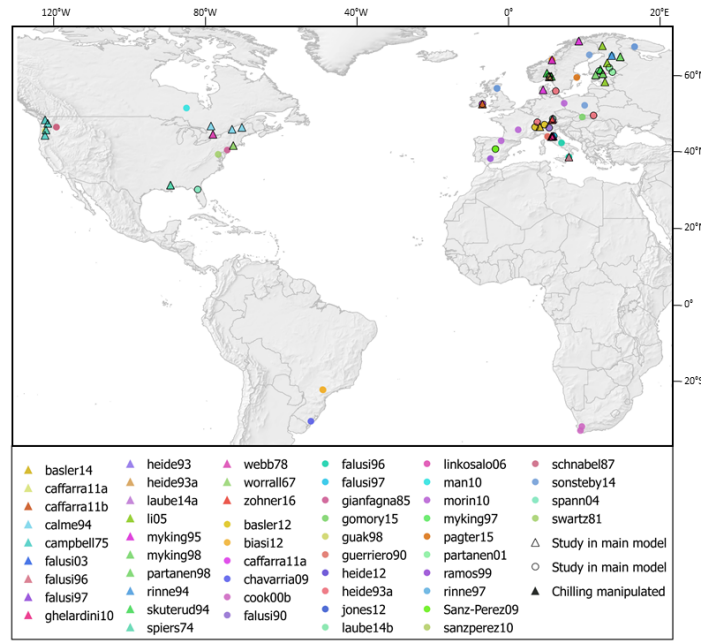 120°W 80°W 40°W 0° 20°E
60°N
40°N
20°N
0°
20°S
basler14
caffarra11a
caffarra11b
calme94
campbell75
falusi03
falusi96
falusi97
ghelardini10
heide93
heide93a
laube14a
li05
myking95
myking98
partanen98
rinne94
skuterud94
spiers74
webb78
worrall67
zohner16
basler12
biasi12
caffarra11a
chavarria09
cook00b
falusi90
falusi96
falusi97
gianfagna85
gomory15
guak98
guerriero90
heide12
heide93a
jones12
laube14b
linkosalo06
man10
morin10
myking97
pagter15
partanen01
ramos99
rinne97
Sanz-Perez09
sanzperez10
schnabel87
sonsteby14
spann04
swartz81
Study in main model
Study in main model
Chilling manipulated